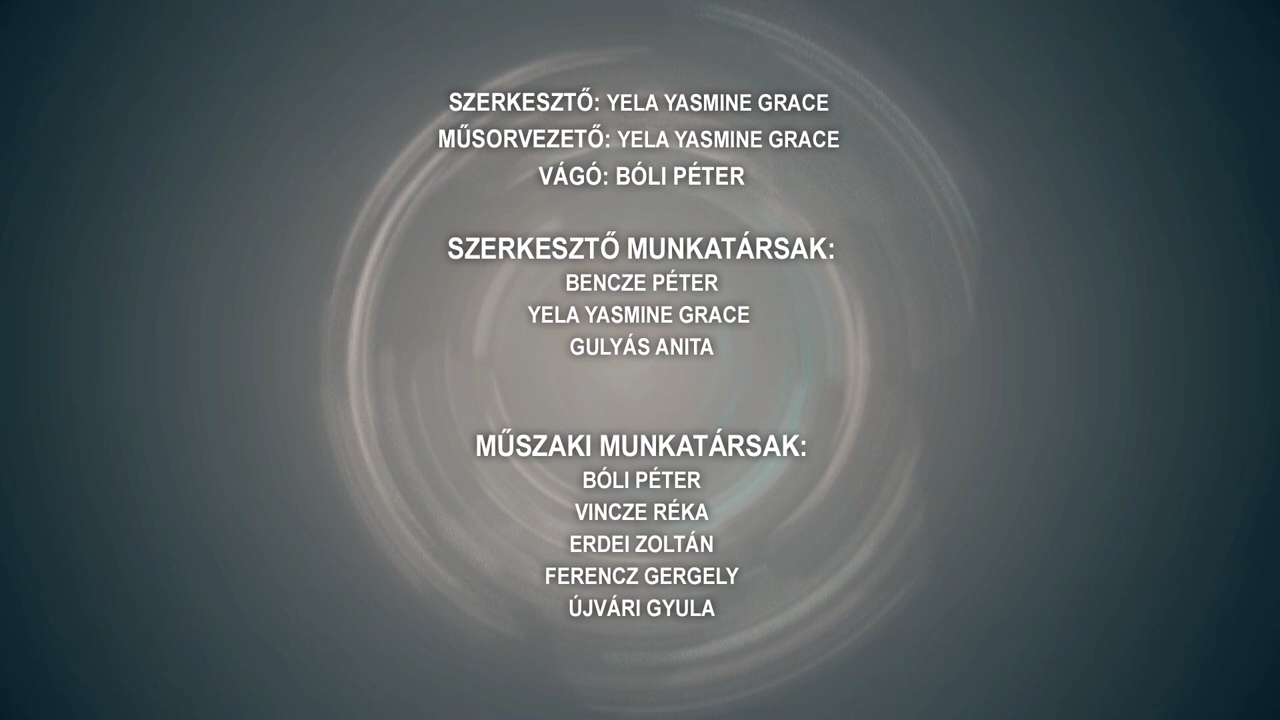 SZERKESZTŐ: YELA YASMINE GRACE
MŰSORVEZETŐ: YELA YASMINE GRACE
VÁGÓ: BÓLI PÉTER
SZERKESZTŐ MUNKATÁRSAK:
BENCZE PÉTER
YELA YASMINE GRACE
GULYÁS ANITA
MŰSZAKI MUNKATÁRSAK:
BÓLI PÉTER
VINCZE RÉKA
ERDEI ZOLTÁN
FERENCZ GERGELY
ÚJVÁRI GYULA